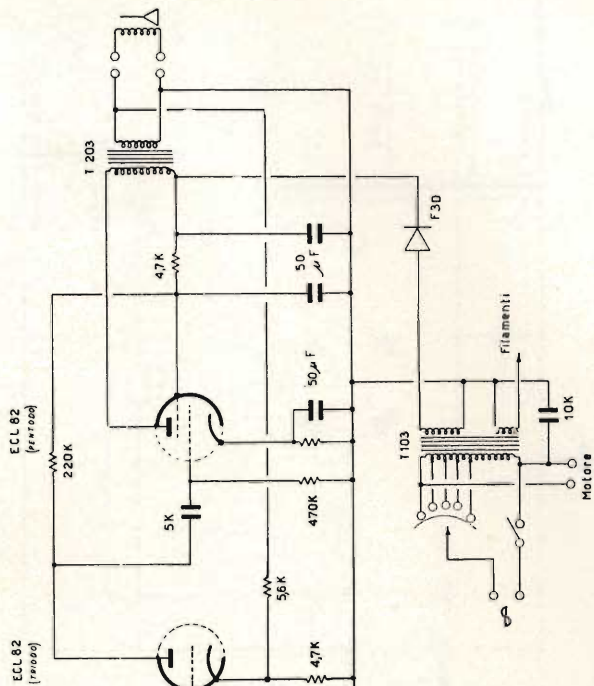 T 203
4,7K
50
μF
F3D
ECL 82
(PENTODO)
220K
50μF
Filamenti
T103
10K
5K
470K
Motore
5,6K
ECL 82
(TRIODO)
4,7K